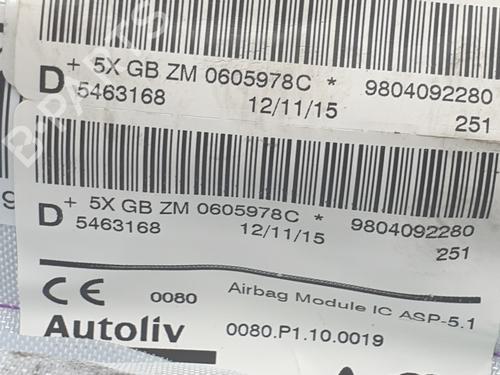 D + 5X GB ZM 0605978C * 9804092280
5463168 12/11/15 251
D + 5X GB ZM 0605978C * 9804092280
5463168 12/11/15 251
CE 0080 Airbag Module IC ASP-5.1
Autoliv 0080.P1.10.0019
B-PARTS